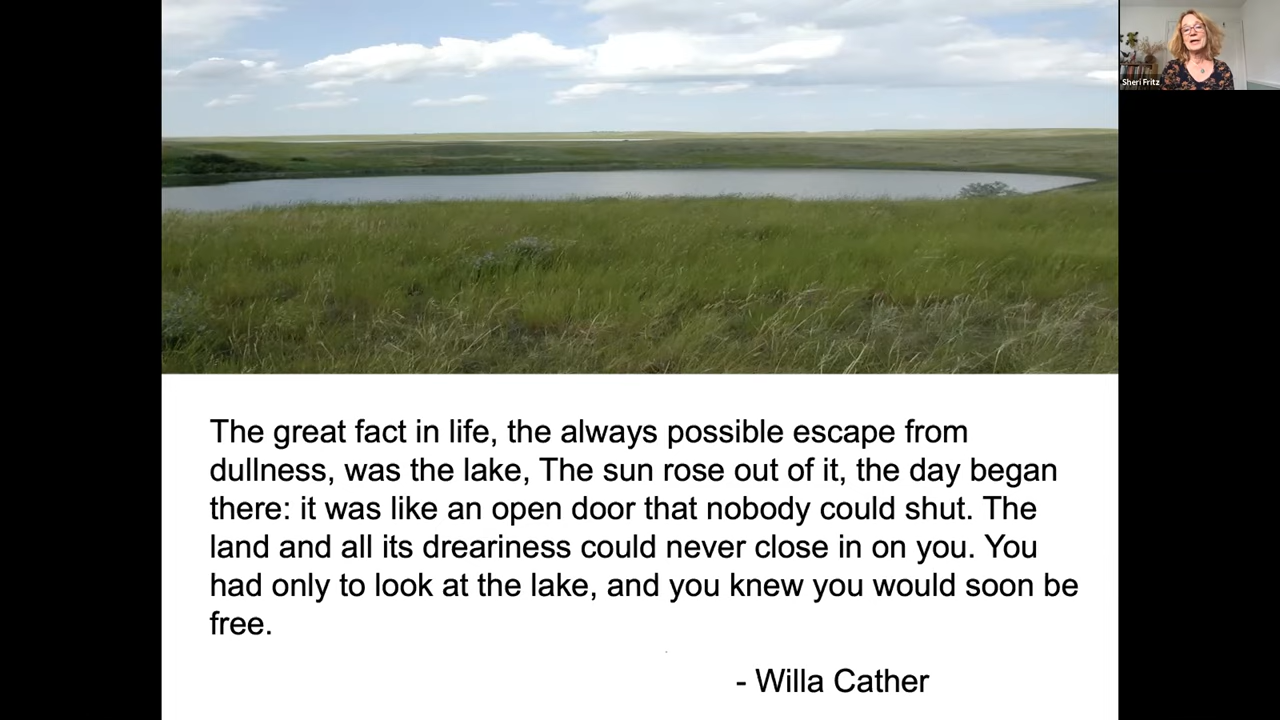 Sheri Fritz
The great fact in life, the always possible escape from
dullness, was the lake, The sun rose out of it, the day began
there: it was like an open door that nobody could shut. The
land and all its dreariness could never close in on you. You
had only to look at the lake, and you knew you would soon be
free.
- Willa Cather